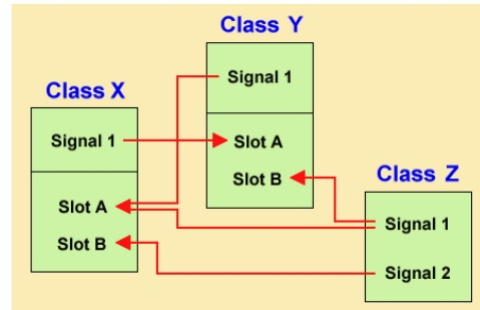 Class X
Signal 1
Slot A
Slot B
Class Y
Signal 1
Slot A
Slot B
Class Z
Signal 1
Signal 2